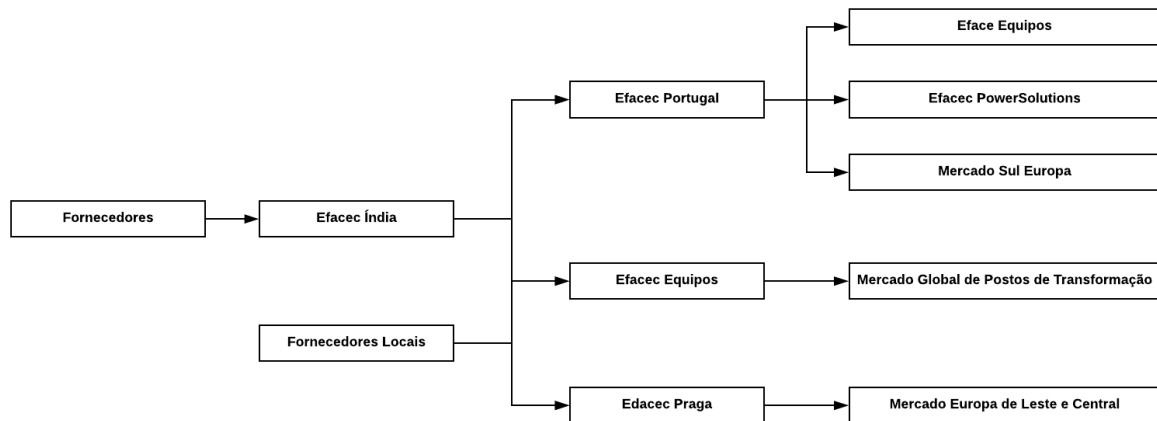 Eface Equipos
Efacec Portugal
Efacec PowerSolutions
Mercado Sul Europa
Fornecedores
Efacec Índia
Efacec Equipos
Mercado Global de Postos de Transformação
Fornecedores Locais
Edacec Praga
Mercado Europa de Leste e Central